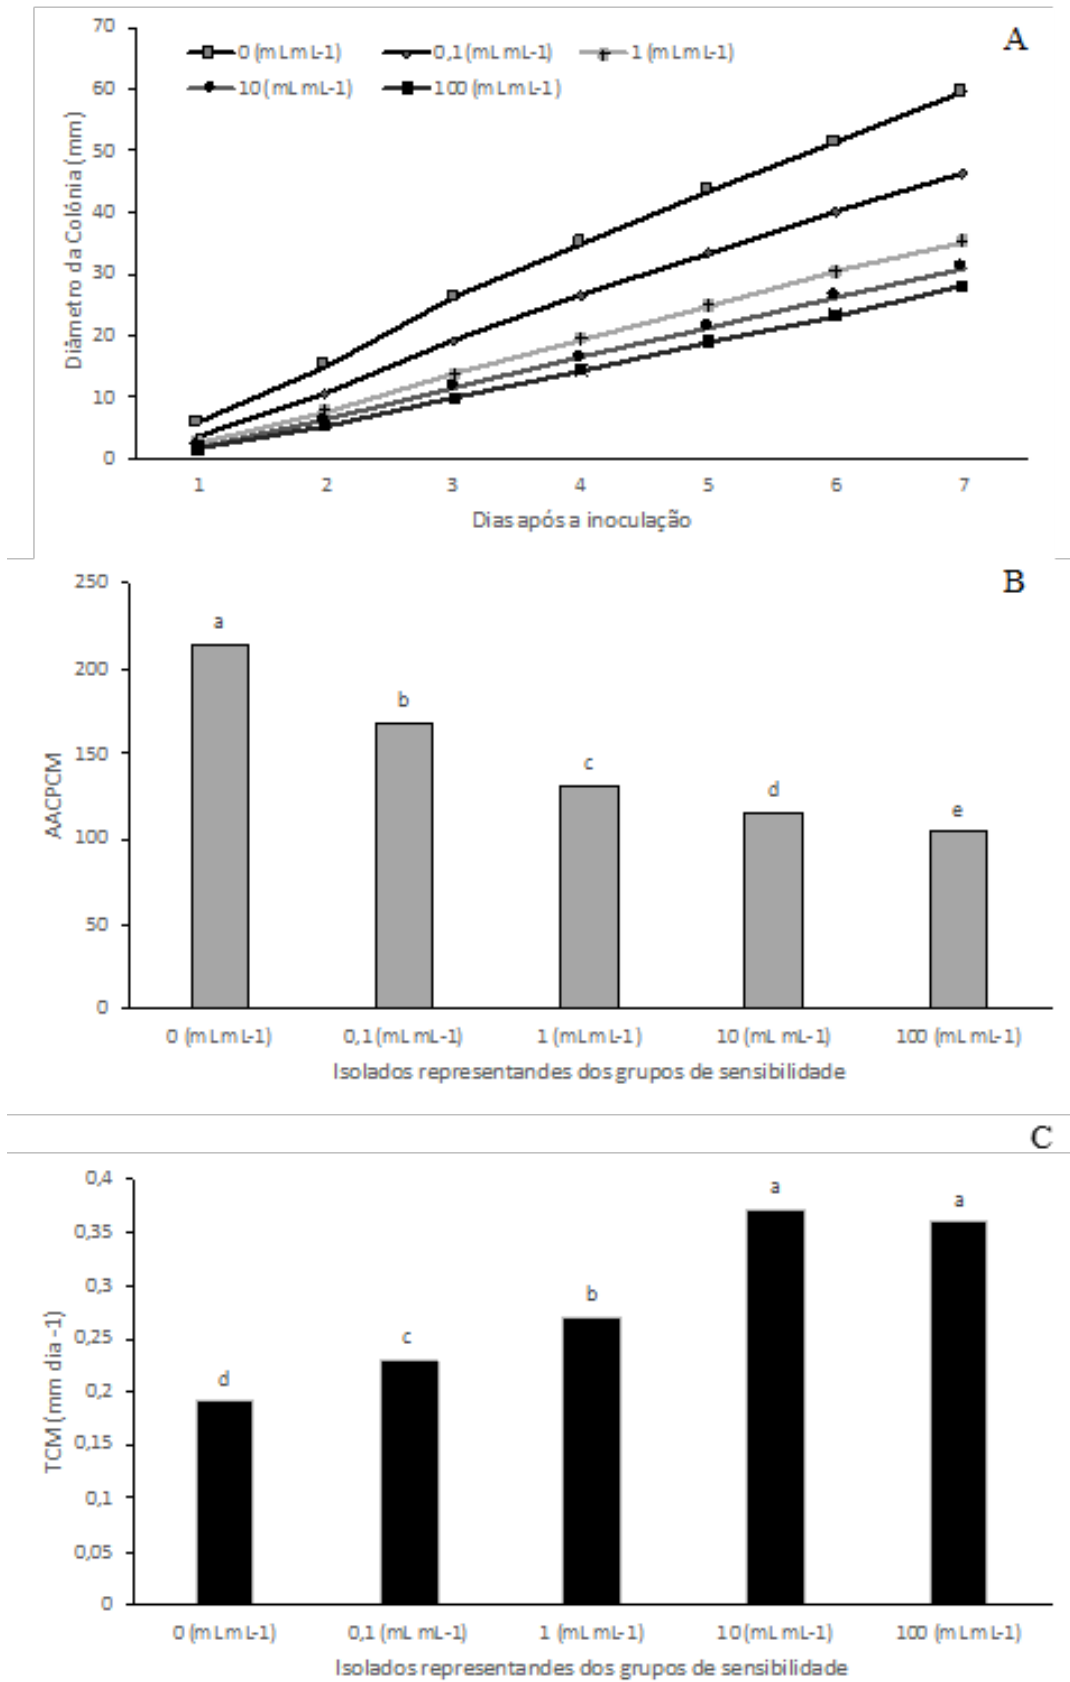 A
70
0 (mLmL-1)
0,1 (mL mL-1)
1 (mLmL-1)
10 (mL mL-1)
100 (mLmL-1)
60
50
40
30
20
10
0
Diâmetro da Colônia (mm)
1 2 3 4 5 6 7
Dias após a inoculação
B
250
200
150
100
50
0
AACPCM
a
b
c
d
e
0 (mLmL-1) 0,1(mL mL-1) 1 (mLmL-1) 10 (mL mL-1) 100 (mLmL-1)
Isolados representandes dos grupos de sensibilidade
C
0,4
0,35
0,3
0,25
0,2
0,15
0,1
0,05
0
TCM (mm dia -1)
d
c
b
a
a
0 (mLmL-1) 0,1 (mL mL-1) 1 (mLmL-1) 10 (mL mL-1) 100 (mLmL-1)
Isolados representandes dos grupos de sensibilidade